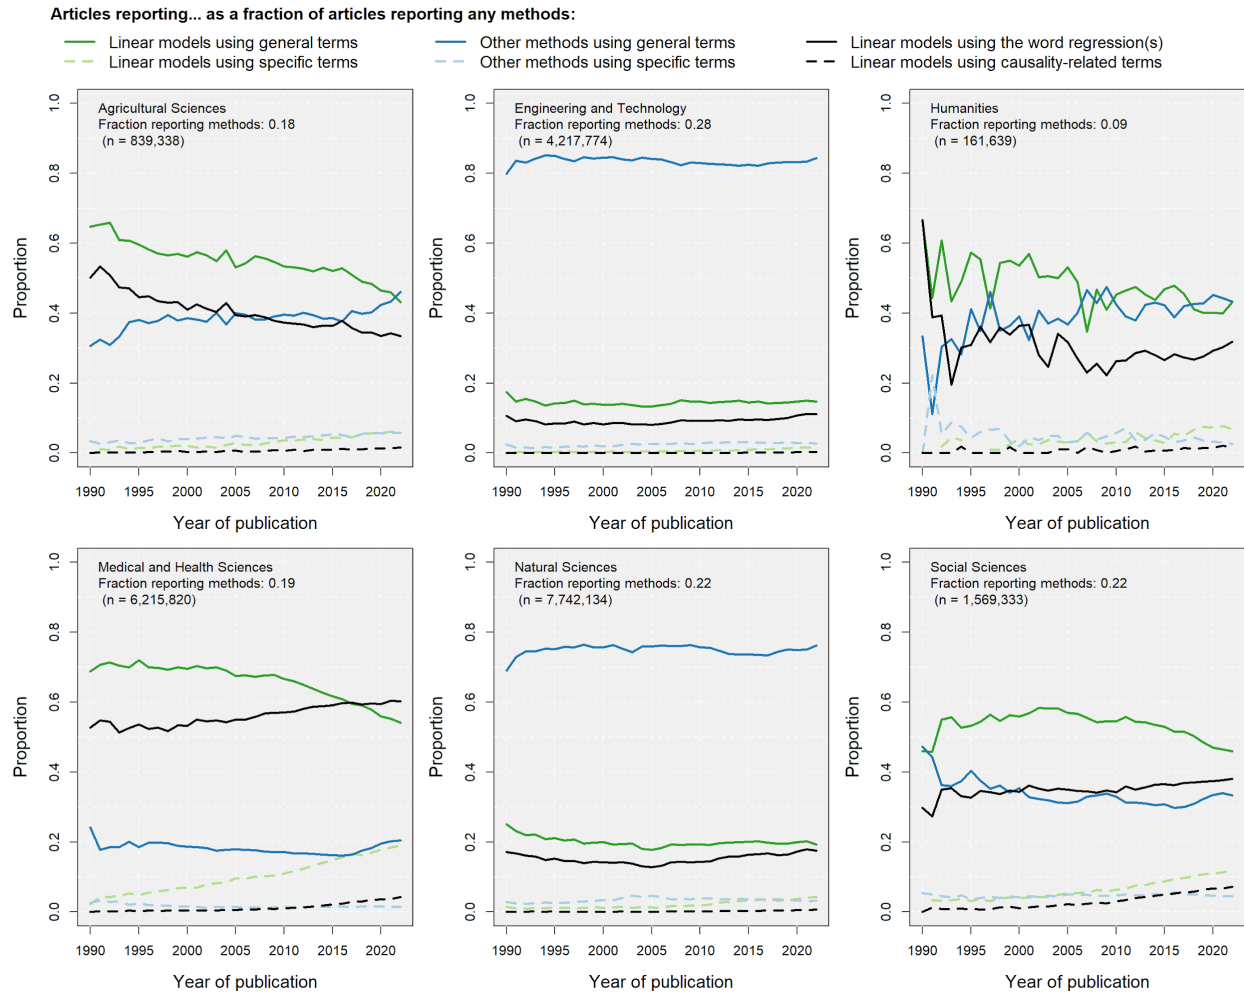 Articles reporting... as a fraction of articles reporting any methods:
Linear models using general terms
Other methods using general terms
Linear models using the word regression(s)
Linear models using specific terms
Other methods using specific terms
Linear models using causality-related terms
Agricultural Sciences
Fraction reporting methods: 0.18
(n = 839,338)
Proportion
1.0
0.8
0.6
0.4
0.2
0.0
1990 1995 2000 2005 2010 2015 2020
Year of publication
Engineering and Technology
Fraction reporting methods: 0.28
(n = 4,217,774)
Proportion
1.0
0.8
0.6
0.4
0.2
0.0
1990 1995 2000 2005 2010 2015 2020
Year of publication
Humanities
Fraction reporting methods: 0.09
(n = 161,639)
Proportion
1.0
0.8
0.6
0.4
0.2
0.0
1990 1995 2000 2005 2010 2015 2020
Year of publication
Medical and Health Sciences
Fraction reporting methods: 0.19
(n = 6,215,820)
Proportion
1.0
0.8
0.6
0.4
0.2
0.0
1990 1995 2000 2005 2010 2015 2020
Year of publication
Natural Sciences
Fraction reporting methods: 0.22
(n = 7,742,134)
Proportion
1.0
0.8
0.6
0.4
0.2
0.0
1990 1995 2000 2005 2010 2015 2020
Year of publication
Social Sciences
Fraction reporting methods: 0.22
(n = 1,569,333)
Proportion
1.0
0.8
0.6
0.4
0.2
0.0
1990 1995 2000 2005 2010 2015 2020
Year of publication